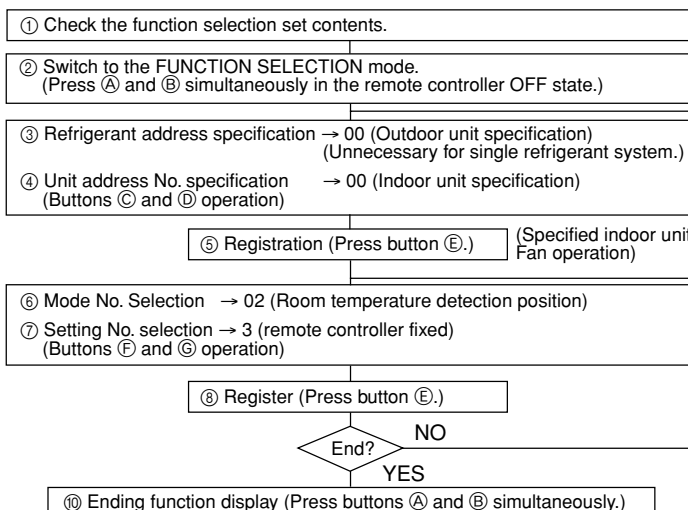 ① Check the function selection set contents.
② Switch to the FUNCTION SELECTION mode.
(Press Ⓐ and Ⓑ simultaneously in the remote controller OFF state.)
③ Refrigerant address specification → 00 (Outdoor unit specification)
(Unnecessary for single refrigerant system.)
④ Unit address No. specification → 00 (Indoor unit specification)
(Buttons Ⓒ and Ⓓ operation)
⑤ Registration (Press button Ⓔ.)
(Specified indoor unit
Fan operation)
⑥ Mode No. Selection → 02 (Room temperature detection position)
⑦ Setting No. selection → 3 (remote controller fixed)
(Buttons Ⓕ and Ⓖ operation)
⑧ Register (Press button Ⓔ.)
End?
NO
YES
⑩ Ending function display (Press buttons Ⓐ and Ⓑ simultaneously.)